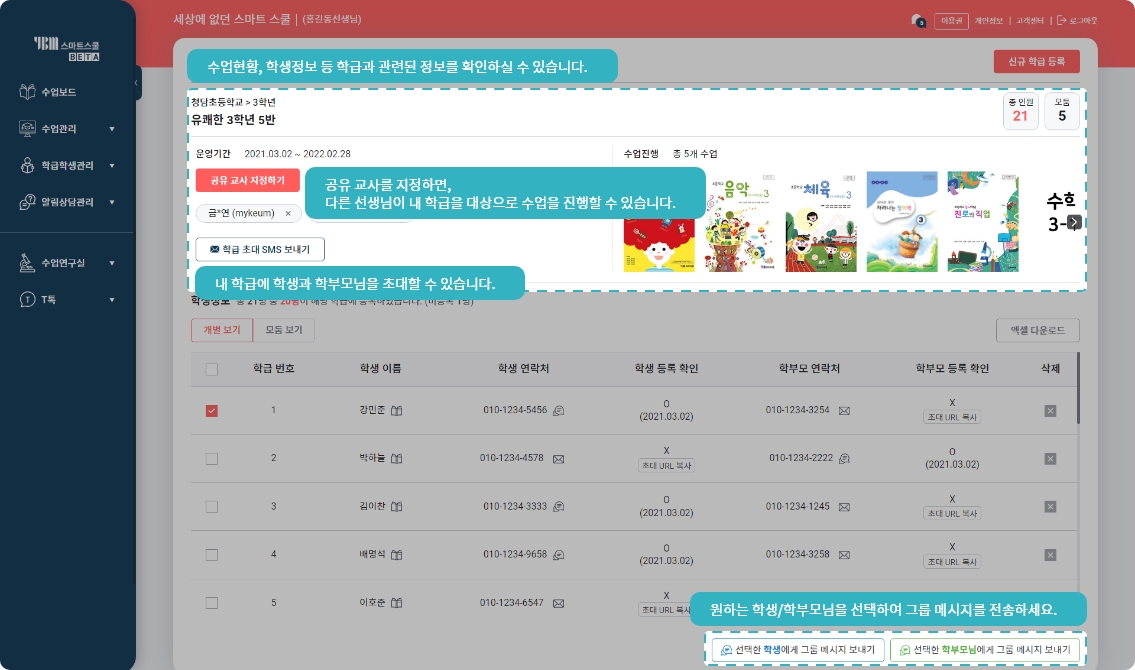 세상에 없던 스마트 스쿨 | (홍길동선생님)
5 이용권 개인정보 | 고객센터 | 로그아웃
YBM 스마트스쿨
BETA
수업보드
수업관리
학급학생관리
알림상담관리
수업연구실
T톡
수업현황, 학생정보 등 학급과 관련된 정보를 확인하실 수 있습니다.
신규 학급 등록
청담초등학교 > 3학년
유쾌한 3학년 5반
총 인원
21
모둠
5
운영기간 2021.03.02 ~ 2022.02.28
수업진행 총 5개 수업
공유 교사 지정하기
공유 교사를 지정하면,
다른 선생님이 내 학급을 대상으로 수업을 진행할 수 있습니다.
금*연 (mykeum) ×
학급 초대 SMS 보내기
음악 3
체육 3
진로와 직업
수학
3-
내 학급에 학생과 학부모님을 초대할 수 있습니다.
학생정보 총 21명 중 20명이 해당 학급에 등록하였습니다. (미등록 1명)
개별 보기 모둠 보기
엑셀 다운로드
학급 번호 학생 이름 학생 연락처 학생 등록 확인 학부모 연락처 학부모 등록 확인 삭제
1 강민준 010-1234-5456 O (2021.03.02) 010-1234-3254 X 초대 URL 복사
2 박하늘 010-1234-4578 X 초대 URL 복사 010-1234-2222 O (2021.03.02)
3 김이찬 010-1234-3333 O (2021.03.02) 010-1234-1245 X 초대 URL 복사
4 배명석 010-1234-9658 O (2021.03.02) 010-1234-3258 X 초대 URL 복사
5 이호준 010-1234-6547 X 초대 URL 복사
원하는 학생/학부모님을 선택하여 그룹 메시지를 전송하세요.
선택한 학생에게 그룹 메시지 보내기
선택한 학부모님에게 그룹 메시지 보내기